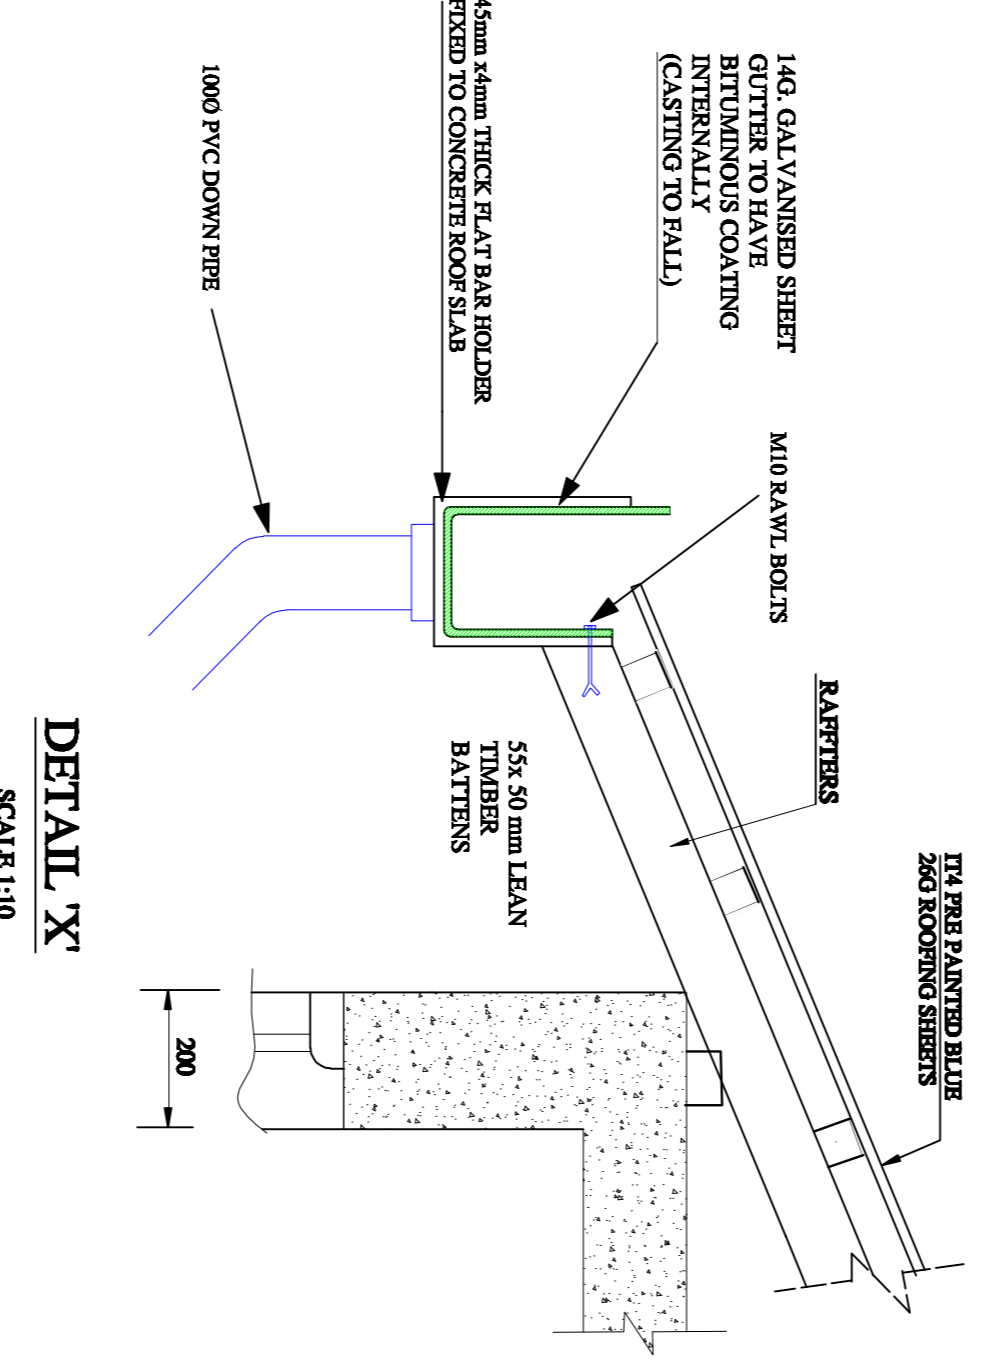 14G. GALVANISED SHEET
GUTTER TO HAVE
BITUMINOUS COATING
INTERNALLY
(CASTING TO FALL)
M10 RAWL BOLTS
RAFFTERS
IT4 PRE PAINTED BLUE
26G ROOFING SHEETS
45mm x4mm THICK FLAT BAR HOLDER
FIXED TO CONCRETE ROOF SLAB
55x 50 mm LEAN
TIMBER
BATTENS
100Ø PVC DOWN PIPE
200
DETAIL 'X'
SCALE 1:10